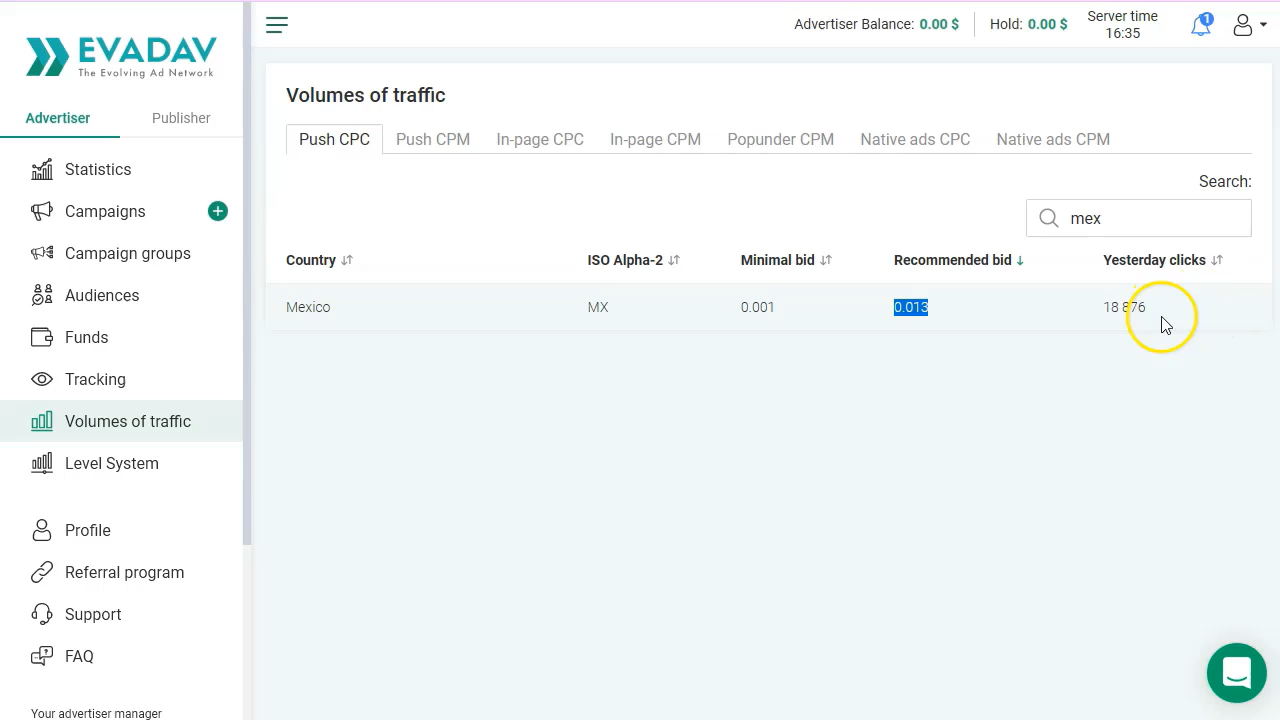 EVADAV
The Evolving Ad Network
Advertiser Balance: 0.00 $
Hold: 0.00 $
Server time
16:35
1
Advertiser
Publisher
Statistics
Campaigns
Campaign groups
Audiences
Funds
Tracking
Volumes of traffic
Level System
Profile
Referral program
Support
FAQ
Your advertiser manager
Volumes of traffic
Push CPC Push CPM In-page CPC In-page CPM Popunder CPM Native ads CPC Native ads CPM
Search:
mex
Country ISO Alpha-2 Minimal bid Recommended bid Yesterday clicks
Mexico MX 0.001 0.013 18 876